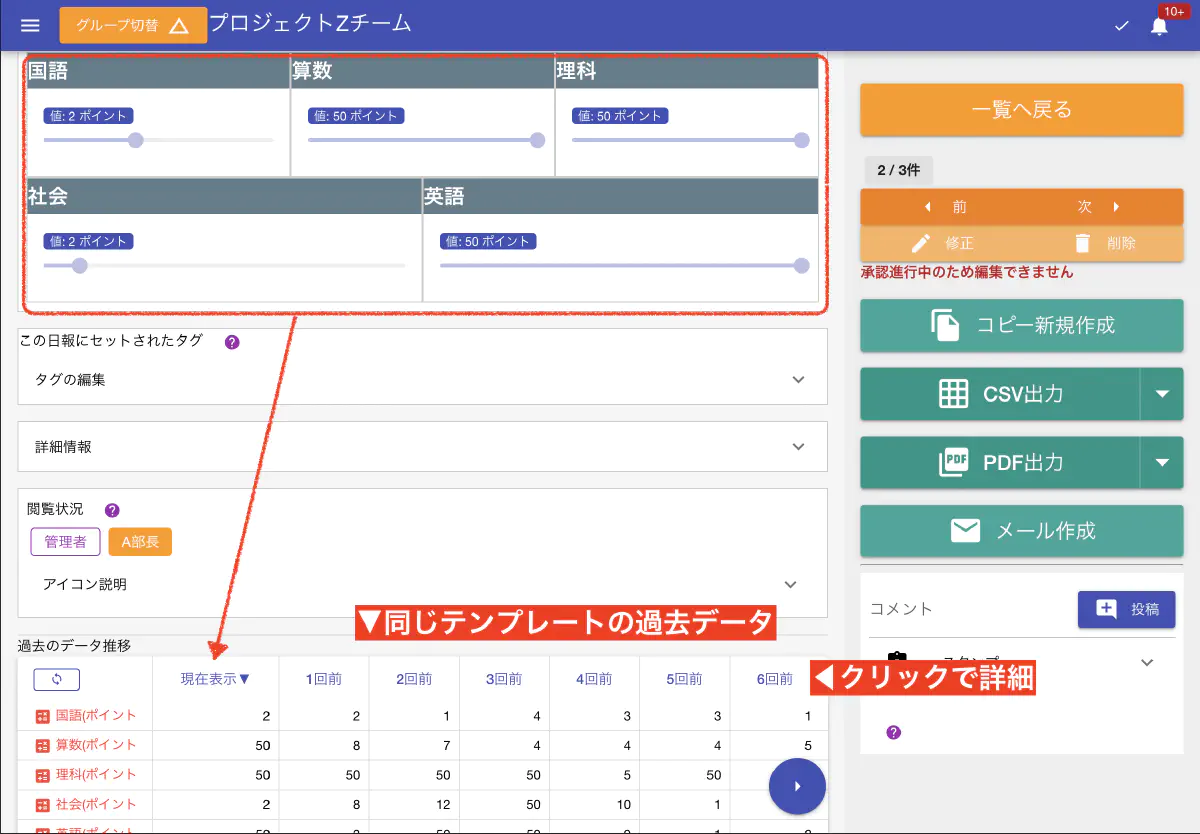 グループ切替 プロジェクトZチーム 10+
国語 算数 理科
値: 2 ポイント 値: 50 ポイント 値: 50 ポイント
社会 英語
値: 2 ポイント 値: 50 ポイント
この日報にセットされたタグ ?
タグの編集
詳細情報
閲覧状況 ?
管理者 A部長
アイコン説明
▼同じテンプレートの過去データ
過去のデータ推移
現在表示▼ 1回前 2回前 3回前 4回前 5回前 6回前
◀クリックで詳細
国語(ポイント 2 2 1 4 3 3 1
算数(ポイント 50 8 7 4 4 4 5
理科(ポイント 50 50 50 50 5 50
社会(ポイント 2 8 12 50 10 1
一覧へ戻る
2 / 3件
前 次
修正 削除
承認進行中のため編集できません
コピー新規作成
CSV出力
PDF PDF出力
メール作成
コメント 投稿
?